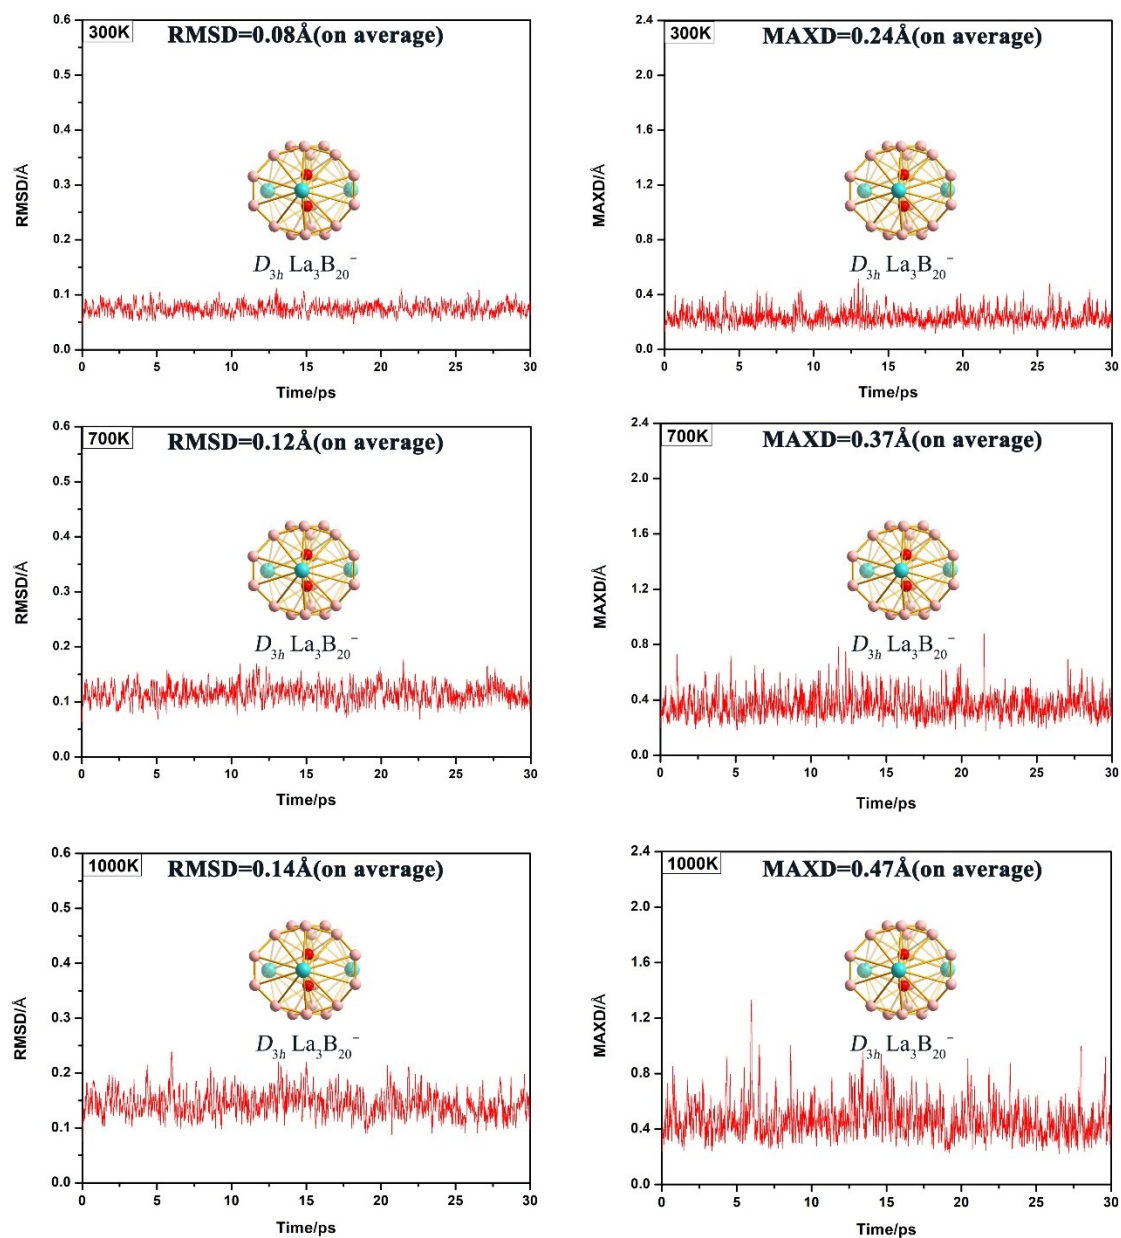 300K RMSD=0.08Å(on average)
0.6
0.5
0.4
0.3
0.2
0.1
0.0
RMSD/Å
D3h La3B20−
0 5 10 15 20 25 30
Time/ps
300K MAXD=0.24Å(on average)
2.4
2.0
1.6
1.2
0.8
0.4
0.0
MAXD/Å
D3h La3B20−
0 5 10 15 20 25 30
Time/ps
700K RMSD=0.12Å(on average)
0.6
0.5
0.4
0.3
0.2
0.1
0.0
RMSD/Å
D3h La3B20−
0 5 10 15 20 25 30
Time/ps
700K MAXD=0.37Å(on average)
2.4
2.0
1.6
1.2
0.8
0.4
0.0
MAXD/Å
D3h La3B20−
0 5 10 15 20 25 30
Time/ps
1000K RMSD=0.14Å(on average)
0.6
0.5
0.4
0.3
0.2
0.1
0.0
RMSD/Å
D3h La3B20−
0 5 10 15 20 25 30
Time/ps
1000K MAXD=0.47Å(on average)
2.4
2.0
1.6
1.2
0.8
0.4
0.0
MAXD/Å
D3h La3B20−
0 5 10 15 20 25 30
Time/ps